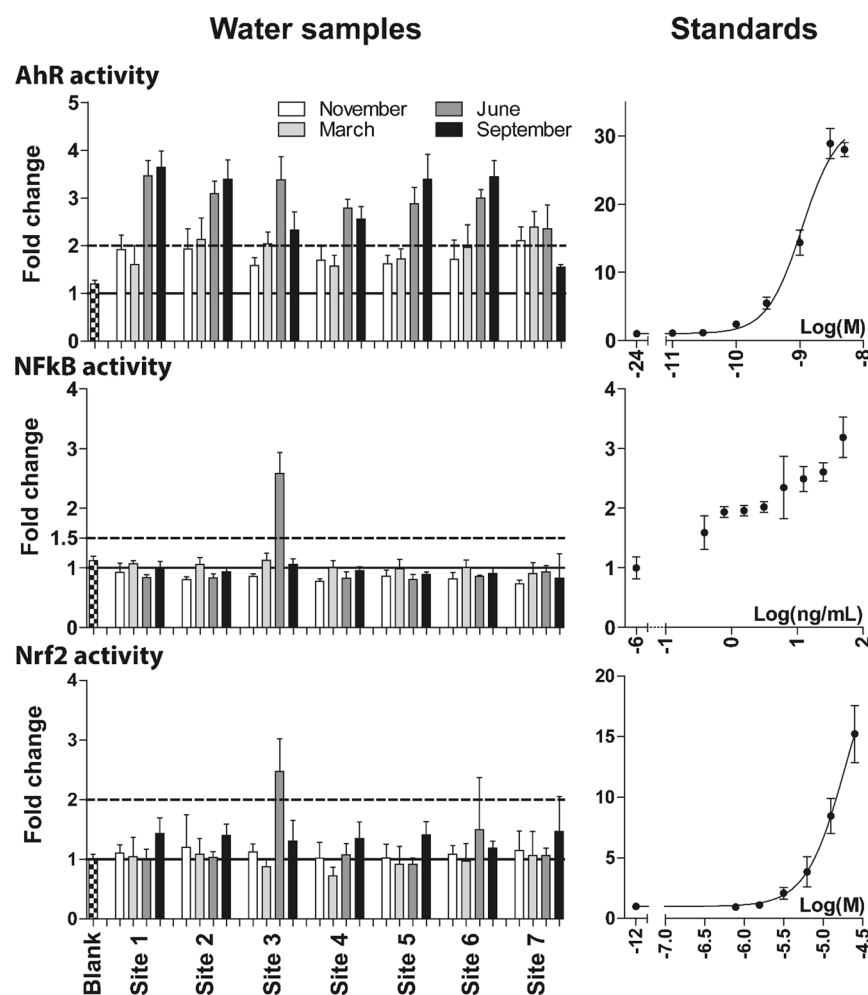 Water samples
Standards
AhR activity
November
June
March
September
Fold change
5
4
3
2
1
0
30
20
10
0
Log(M)
-24
-11
-10
-9
-8
NFkB activity
Fold change
4
3
2
1.5
1
0
4
3
2
1
0
Log(ng/mL)
-6
-1
0
1
2
Nrf2 activity
Fold change
4
3
2
1
0
20
15
10
5
0
Log(M)
-12
-7.0
-6.5
-6.0
-5.5
-5.0
-4.5
Blank
Site 1
Site 2
Site 3
Site 4
Site 5
Site 6
Site 7